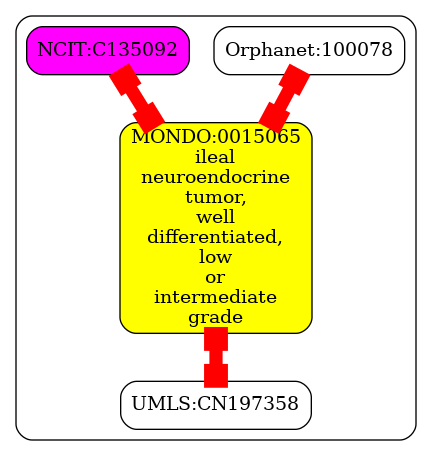 NCIT:C135092
Orphanet:100078
MONDO:0015065
ileal
neuroendocrine
tumor,
well
differentiated,
low
or
intermediate
grade
UMLS:CN197358